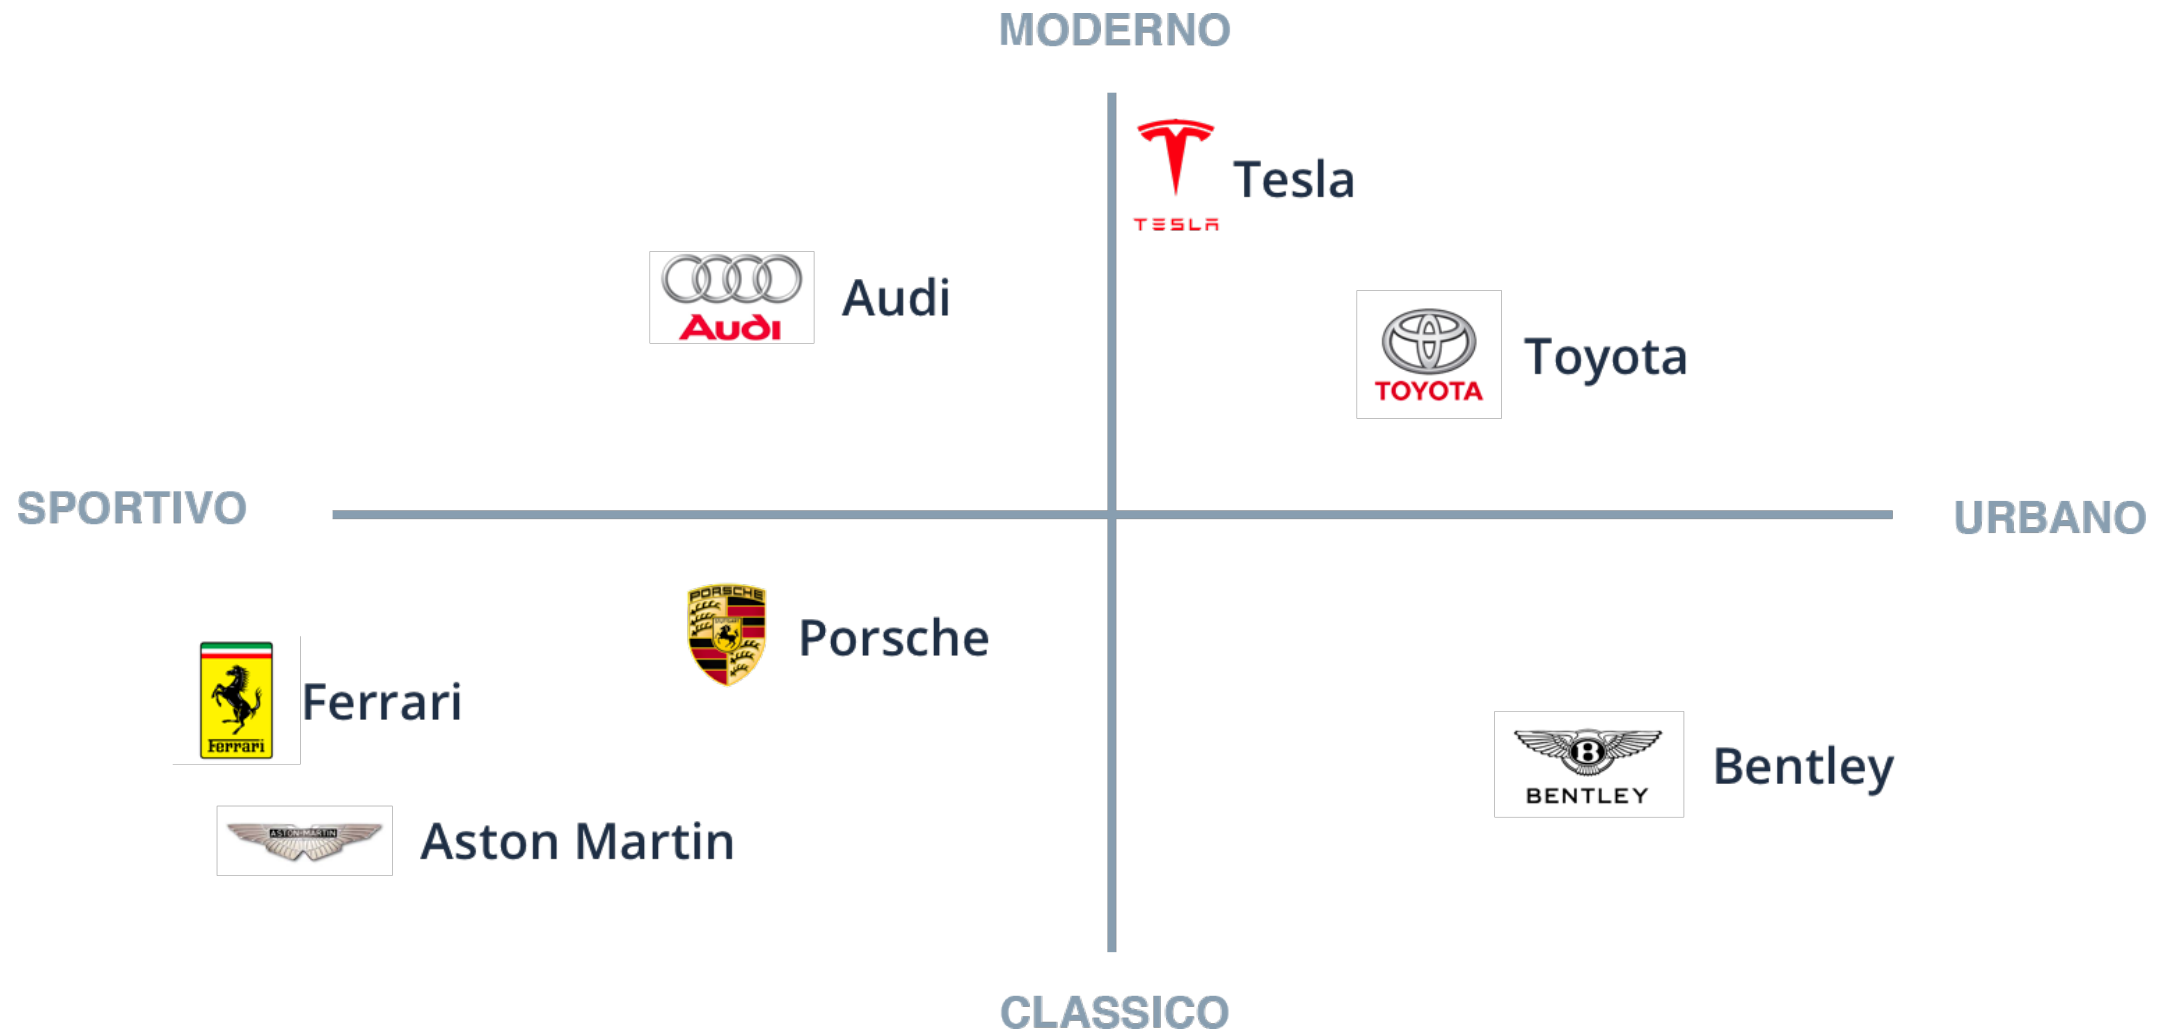 MODERNO
TESLA
Tesla
Audi
Audi
TOYOTA
Toyota
SPORTIVO
URBANO
PORSCHE
Porsche
Ferrari
Ferrari
BENTLEY
Bentley
ASTON MARTIN
Aston Martin
CLASSICO